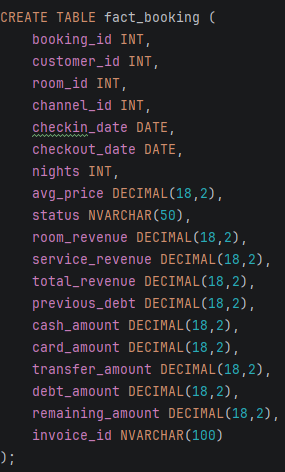 CREATE TABLE fact_booking (
    booking_id INT,
    customer_id INT,
    room_id INT,
    channel_id INT,
    checkin_date DATE,
    checkout_date DATE,
    nights INT,
    avg_price DECIMAL(18,2),
    status NVARCHAR(50),
    room_revenue DECIMAL(18,2),
    service_revenue DECIMAL(18,2),
    total_revenue DECIMAL(18,2),
    previous_debt DECIMAL(18,2),
    cash_amount DECIMAL(18,2),
    card_amount DECIMAL(18,2),
    transfer_amount DECIMAL(18,2),
    debt_amount DECIMAL(18,2),
    remaining_amount DECIMAL(18,2),
    invoice_id NVARCHAR(100)
);